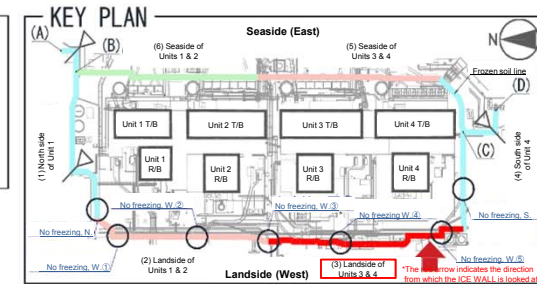 KEY PLAN
(A)
(B)
Seaside (East)
N
(6) Seaside of
Units 1 & 2
(5) Seaside of
Units 3 & 4
Frozen soil line
(D)
(C)
(1) North side
of Unit 1
(4) South side
of Unit 4
Unit 1 T/B
Unit 2 T/B
Unit 3 T/B
Unit 4 T/B
Unit 1
R/B
Unit 2
R/B
Unit 3
R/B
Unit 4
R/B
No freezing, N.
No freezing, W.①
No freezing, W.②
No freezing, W.③
No freezing, W.④
No freezing, S.
No freezing, W.⑤
(2) Landside of
Units 1 & 2
Landside (West)
(3) Landside of
Units 3 & 4
*The arrow indicates the direction
from which the ICE WALL is looked at